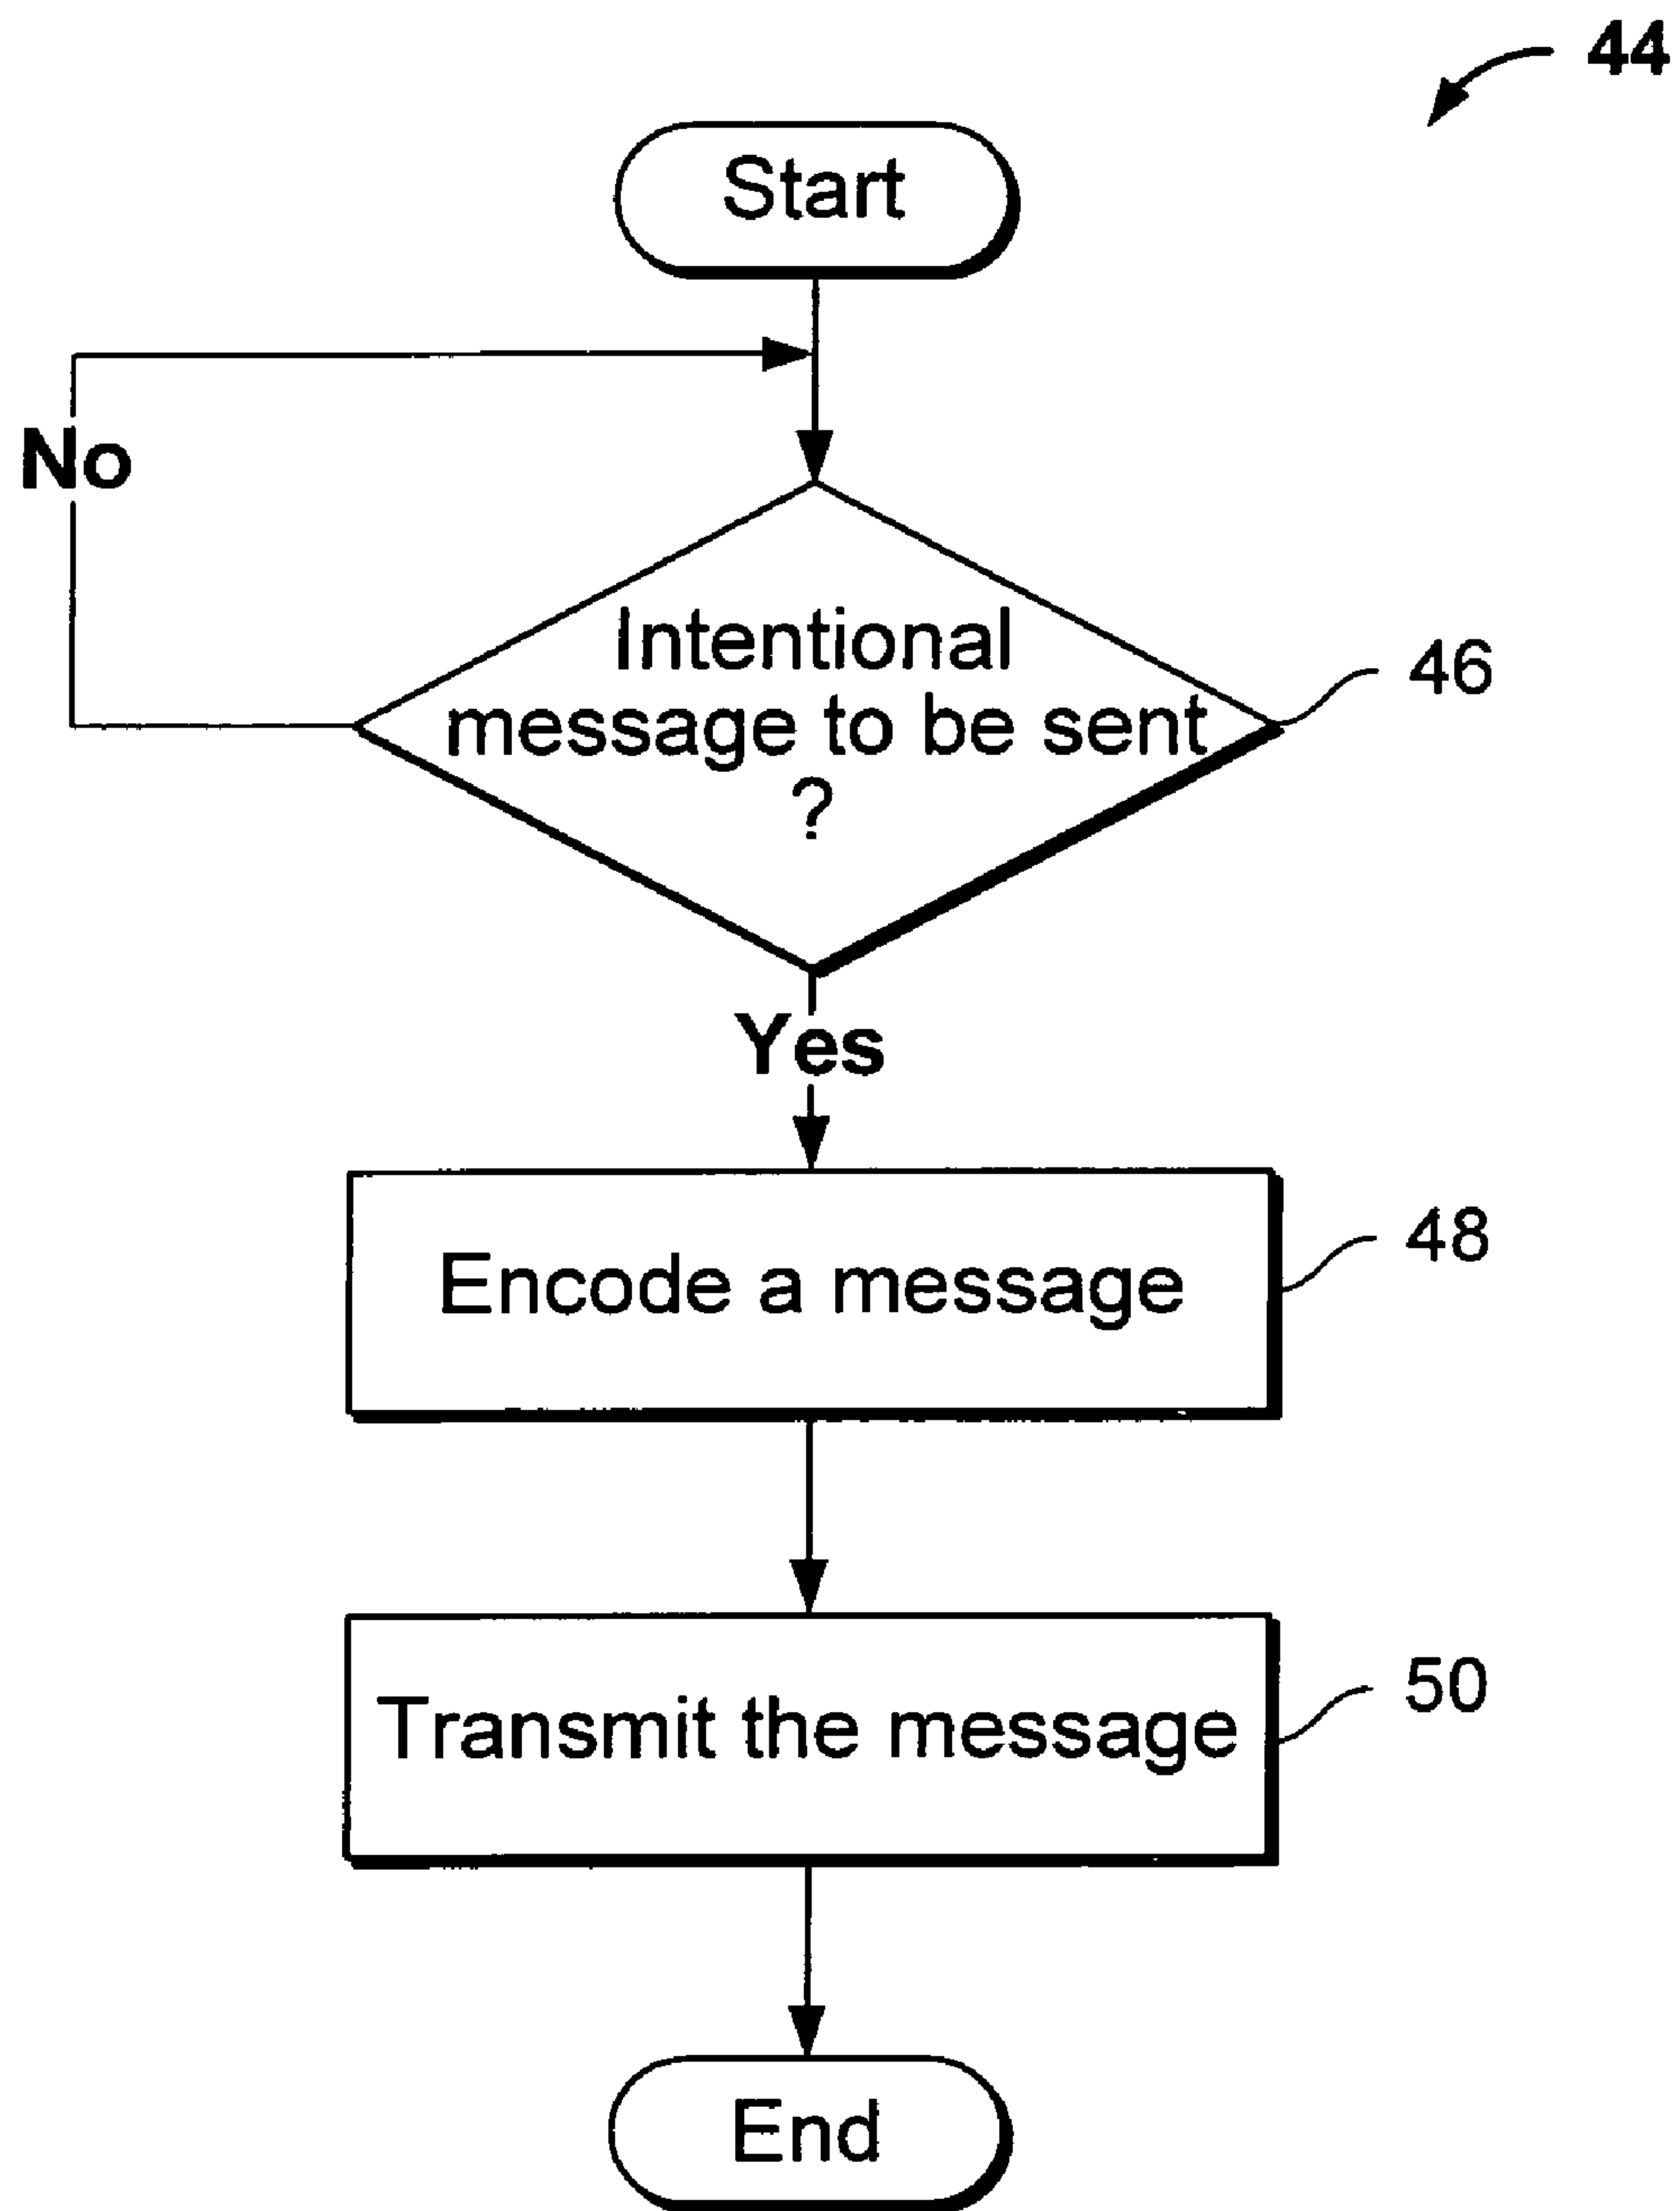 44
Start
No
Intentional
message to be sent
?
46
Yes
Encode a message
48
Transmit the message
50
End